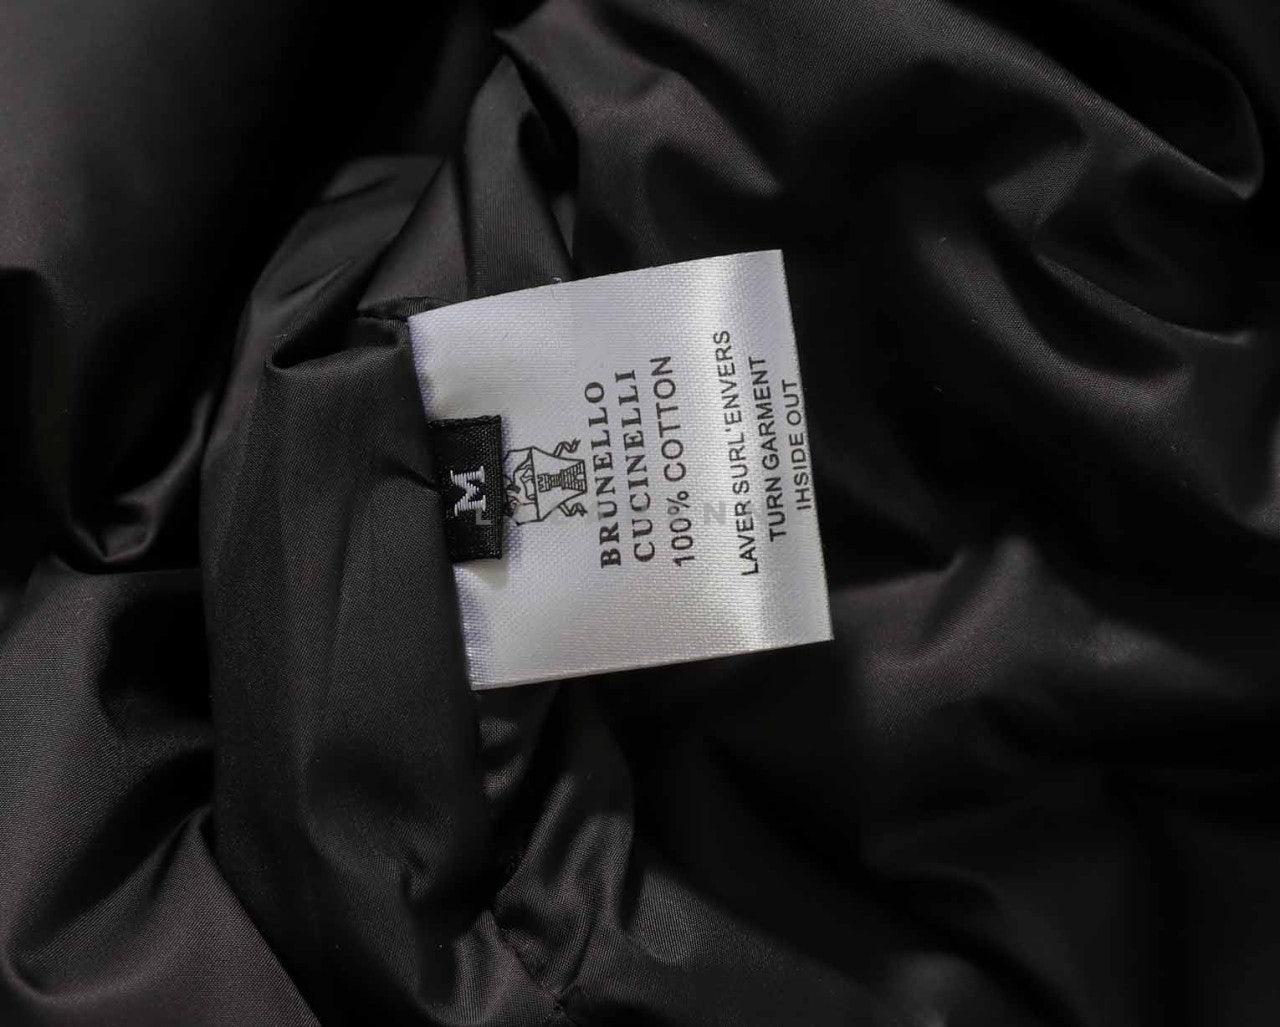 M
BRUNELLO
CUCINELLI
100% COTTON
LAVER SURL'ENVERS
TURN GARMENT
IHSIDE OUT